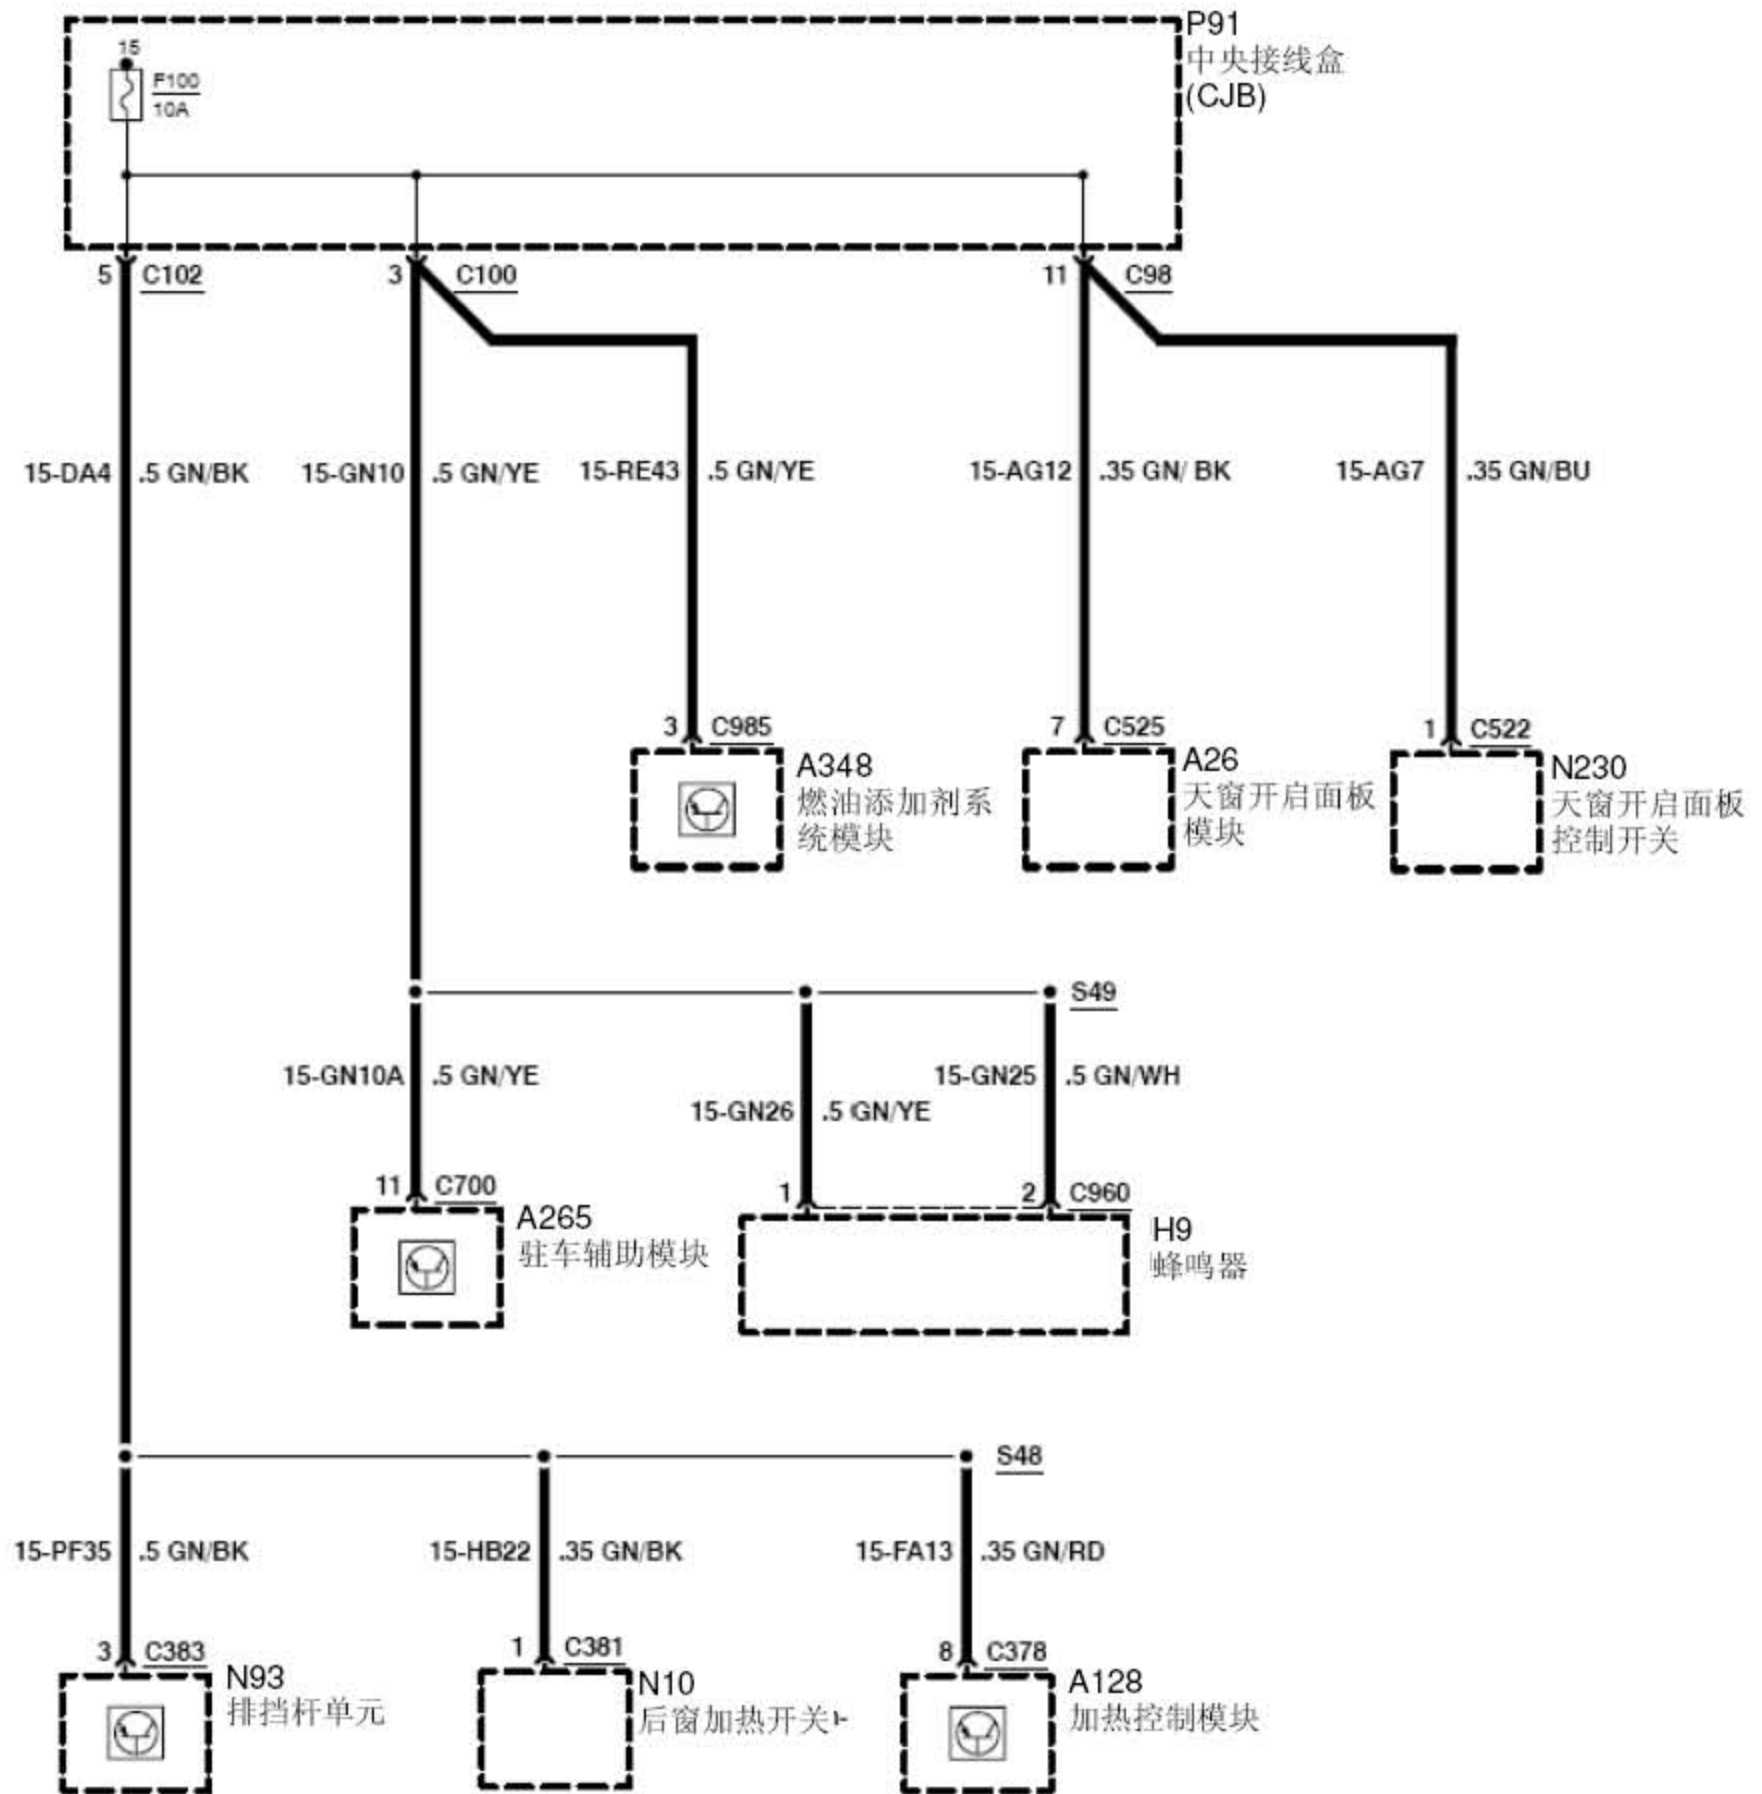 P91
中央接线盒
(CJB)
15
F100
10A
5 C102
3 C100
11 C98
15-DA4 .5 GN/BK
15-GN10 .5 GN/YE
15-RE43 .5 GN/YE
15-AG12 .35 GN/ BK
15-AG7 .35 GN/BU
3 C985
A348
燃油添加剂系
统模块
7 C525
A26
天窗开启面板
模块
1 C522
N230
天窗开启面板
控制开关
S49
15-GN10A .5 GN/YE
15-GN26 .5 GN/YE
15-GN25 .5 GN/WH
11 C700
A265
驻车辅助模块
1
2 C960
H9
蜂鸣器
S48
15-PF35 .5 GN/BK
15-HB22 .35 GN/BK
15-FA13 .35 GN/RD
3 C383
N93
排挡杆单元
1 C381
N10
后窗加热开关
8 C378
A128
加热控制模块